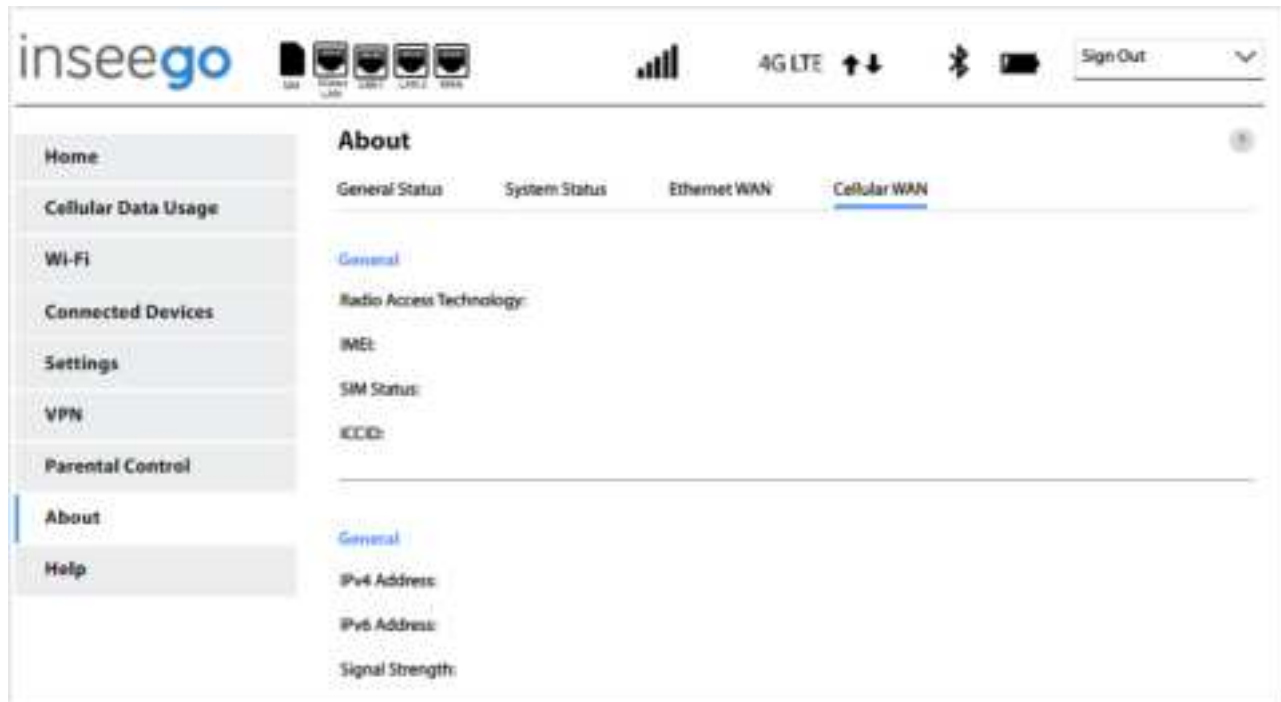 inseego
4G LTE
Sign Out
SIM
LAN
Home
Cellular Data Usage
Wi-Fi
Connected Devices
Settings
VPN
Parental Control
About
Help
About
?
General Status System Status Ethernet WAN Cellular WAN
General
Radio Access Technology:
IMEI:
SIM Status:
ICCID:
General
IPv4 Address:
IPv6 Address:
Signal Strength: